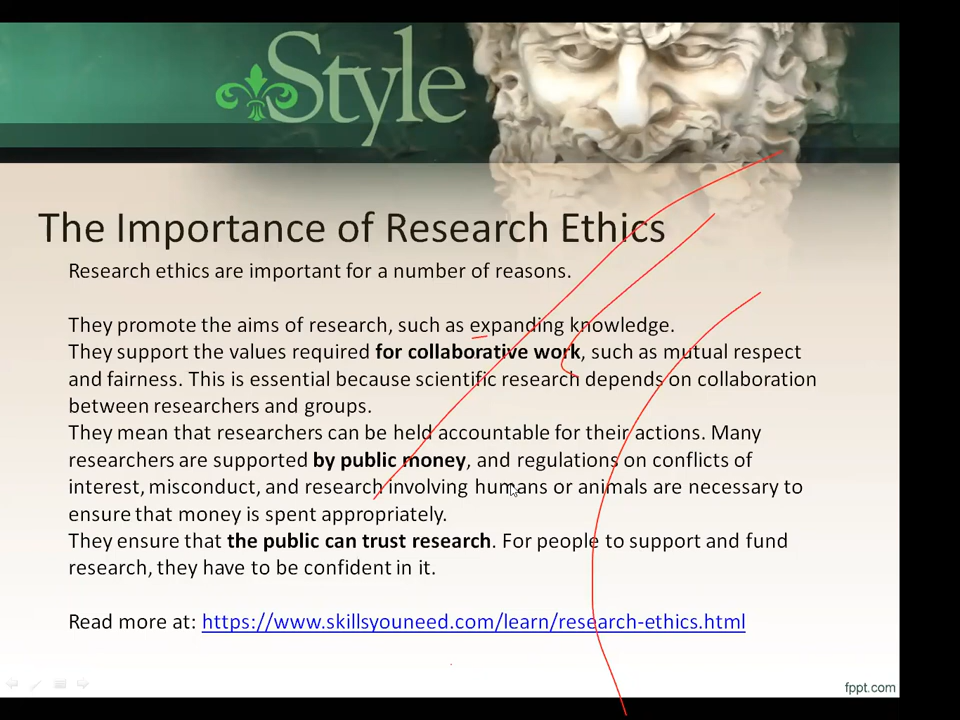 Style
The Importance of Research Ethics
Research ethics are important for a number of reasons.
They promote the aims of research, such as expanding knowledge.
They support the values required for collaborative work, such as mutual respect
and fairness. This is essential because scientific research depends on collaboration
between researchers and groups.
They mean that researchers can be held accountable for their actions. Many
researchers are supported by public money, and regulations on conflicts of
interest, misconduct, and research involving humans or animals are necessary to
ensure that money is spent appropriately.
They ensure that the public can trust research. For people to support and fund
research, they have to be confident in it.
Read more at: https://www.skillsyouneed.com/learn/research-ethics.html
fppt.com